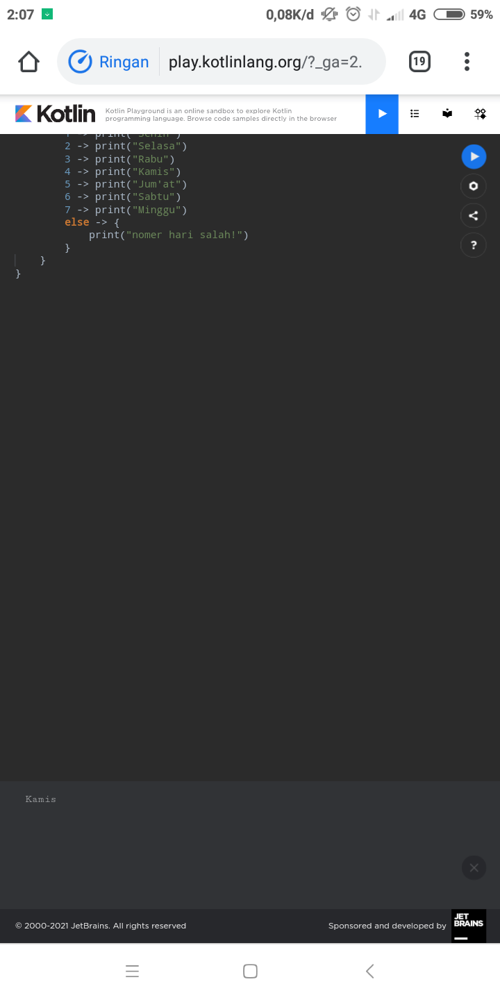 2:07
0,08K/d
4G
59%
Ringan
play.kotlinlang.org/?_ga=2.
19
Kotlin
Kotlin Playground is an online sandbox to explore Kotlin
programming language. Browse code samples directly in the browser
1 -> print("Senin")
2 -> print("Selasa")
3 -> print("Rabu")
4 -> print("Kamis")
5 -> print("Jum'at")
6 -> print("Sabtu")
7 -> print("Minggu")
else -> {
print("nomer hari salah!")
}
}
}
?
Kamis
© 2000-2021 JetBrains. All rights reserved
Sponsored and developed by
JET
BRAINS